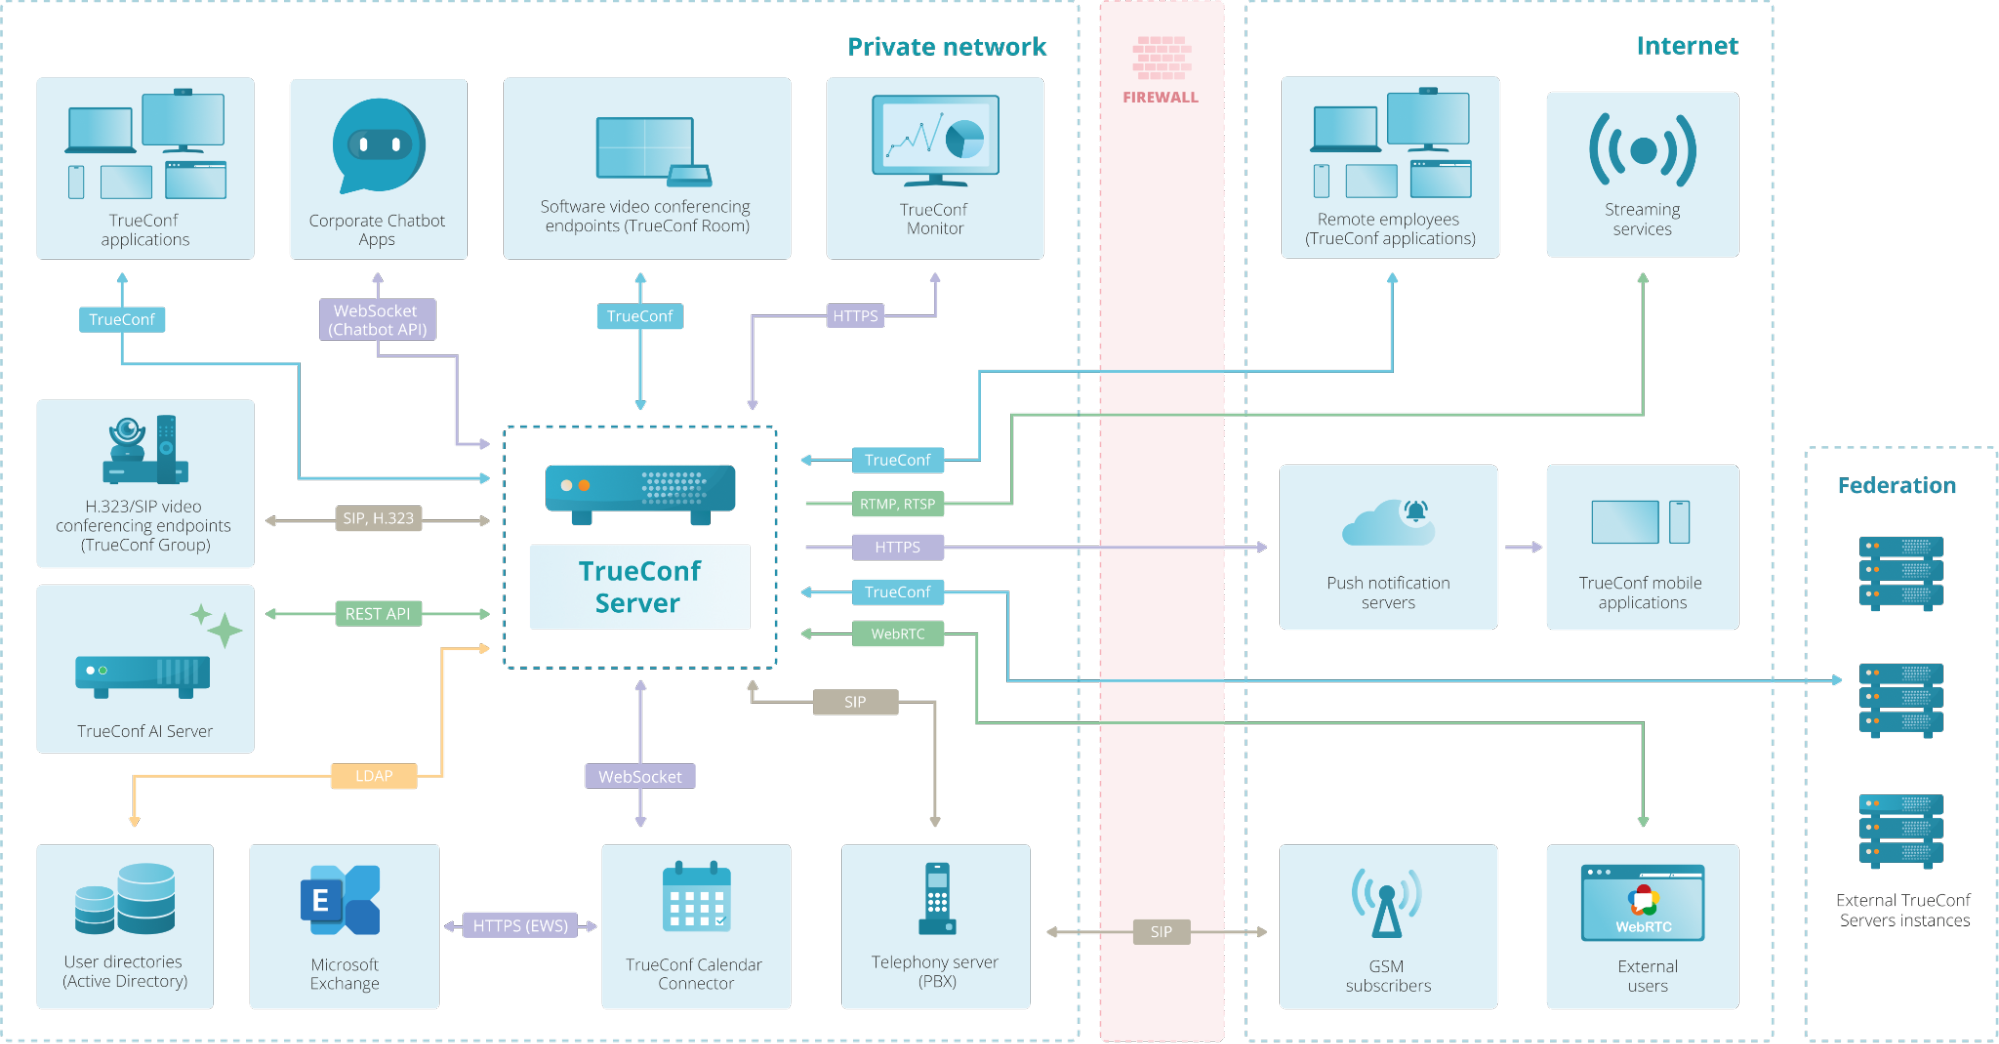 Private network
FIREWALL
Internet
TrueConf
applications
Corporate Chatbot
Apps
Software video conferencing
endpoints (TrueConf Room)
TrueConf
Monitor
Remote employees
(TrueConf applications)
Streaming
services
TrueConf
WebSocket
(Chatbot API)
TrueConf
HTTPS
H.323/SIP video
conferencing endpoints
(TrueConf Group)
SIP, H.323
TrueConf
Server
TrueConf
RTMP, RTSP
HTTPS
TrueConf
WebRTC
Push notification
servers
TrueConf mobile
applications
Federation
REST API
TrueConf AI Server
LDAP
WebSocket
SIP
User directories
(Active Directory)
E
Microsoft
Exchange
HTTPS (EWS)
TrueConf Calendar
Connector
Telephony server
(PBX)
SIP
GSM
subscribers
WebRTC
External
users
External TrueConf
Servers instances